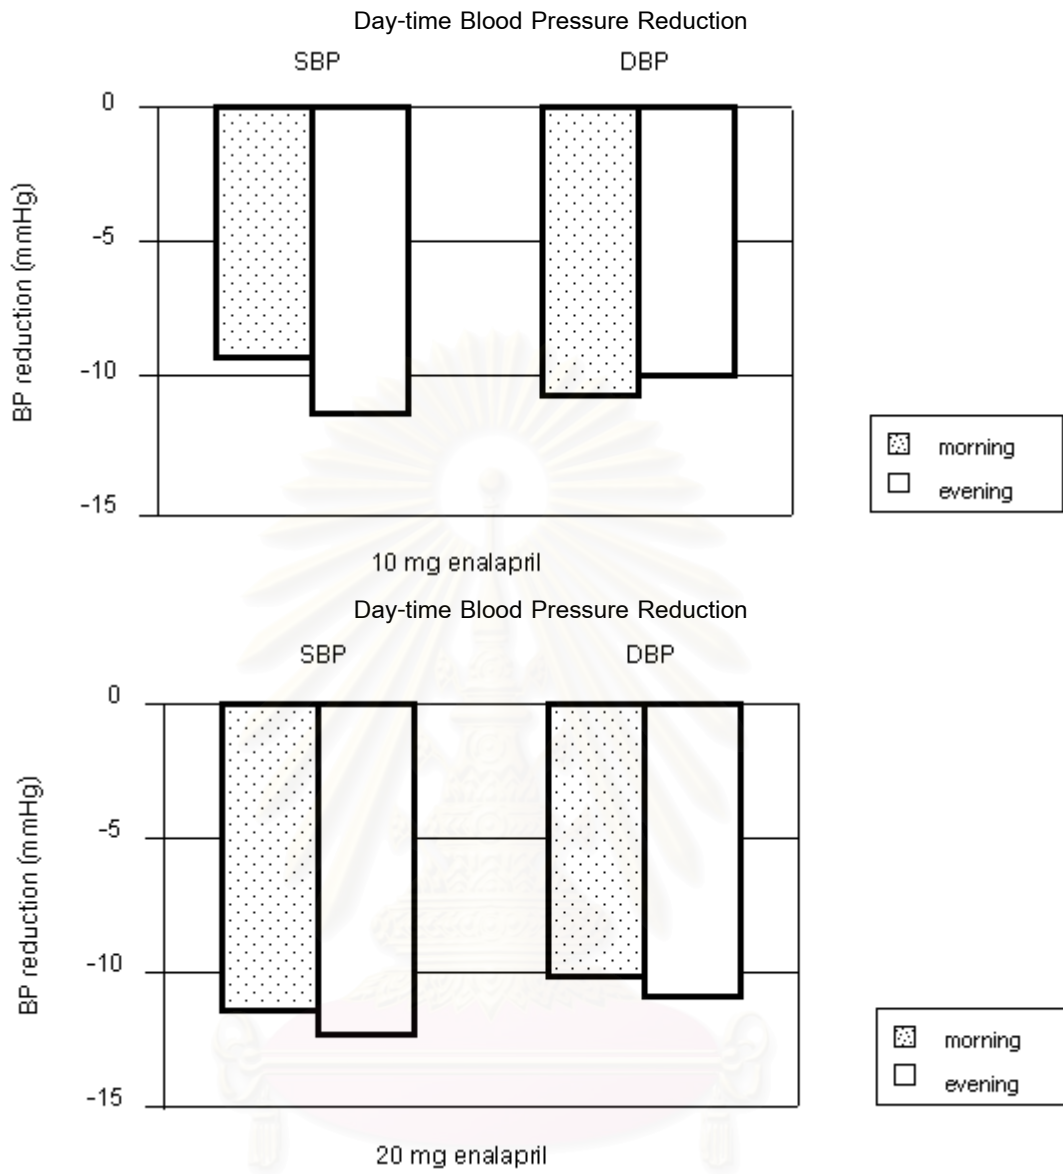 Day-time Blood Pressure Reduction
SBP DBP
0
-5
-10
-15
BP reduction (mmHg)
morning
evening
10 mg enalapril
Day-time Blood Pressure Reduction
SBP DBP
0
-5
-10
-15
BP reduction (mmHg)
morning
evening
20 mg enalapril